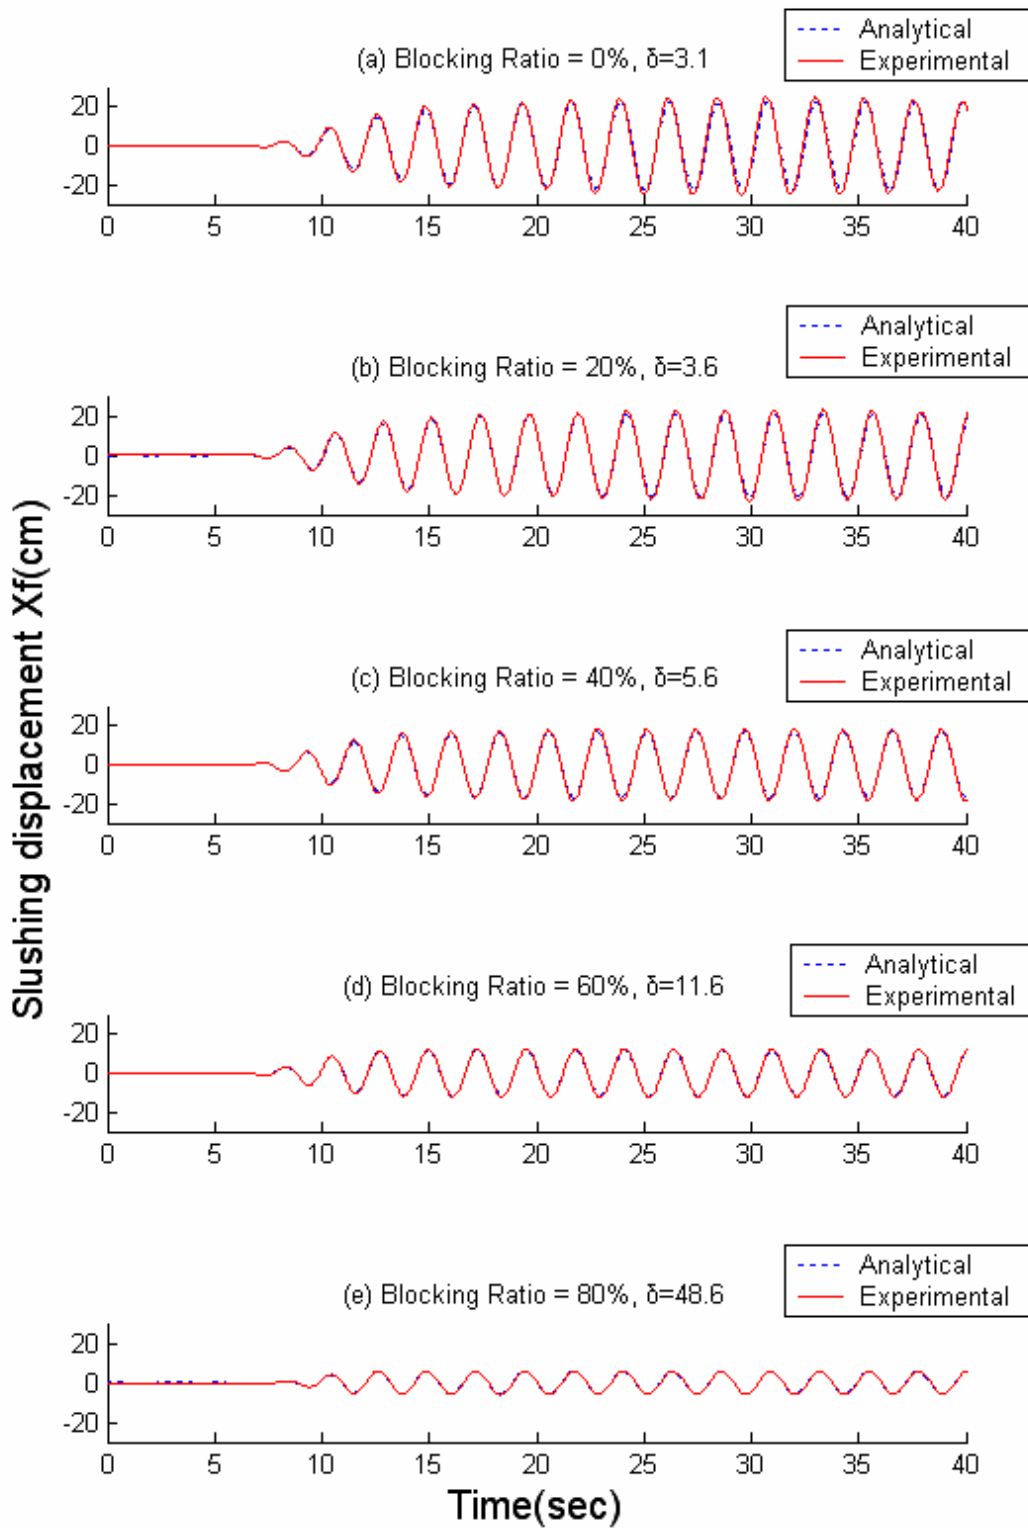 Analytical
Experimental
(a) Blocking Ratio = 0%, δ=3.1
20
0
-20
0 5 10 15 20 25 30 35 40
Analytical
Experimental
(b) Blocking Ratio = 20%, δ=3.6
20
0
-20
0 5 10 15 20 25 30 35 40
Analytical
Experimental
(c) Blocking Ratio = 40%, δ=5.6
20
0
-20
0 5 10 15 20 25 30 35 40
Slushing displacement Xf(cm)
Analytical
Experimental
(d) Blocking Ratio = 60%, δ=11.6
20
0
-20
0 5 10 15 20 25 30 35 40
Analytical
Experimental
(e) Blocking Ratio = 80%, δ=48.6
20
0
-20
0 5 10 15 20 25 30 35 40
Time(sec)